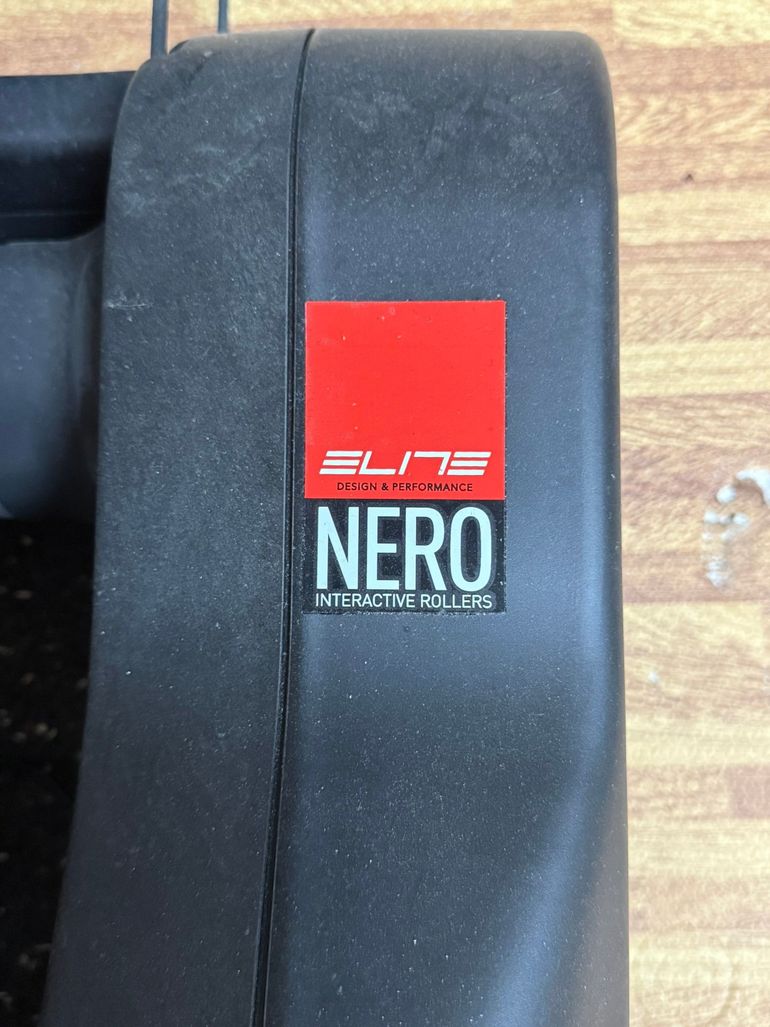 ELITE
DESIGN & PERFORMANCE
NERO
INTERACTIVE ROLLERS